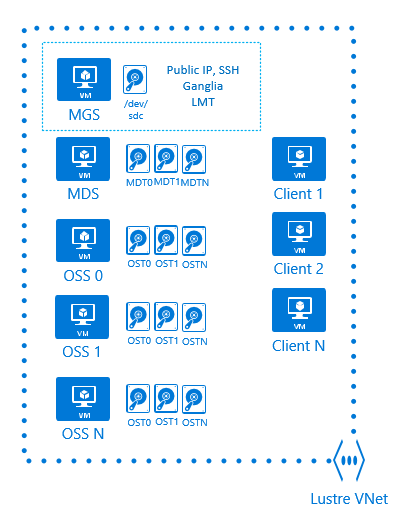 VM
MGS
/dev/
sdc
Public IP, SSH
Ganglia
LMT
VM
MDS
MDT0 MDT1 MDTN
VM
Client 1
VM
OSS 0
OST0 OST1 OSTN
VM
Client 2
VM
OSS 1
OST0 OST1 OSTN
VM
Client N
VM
OSS N
OST0 OST1 OSTN
Lustre VNet